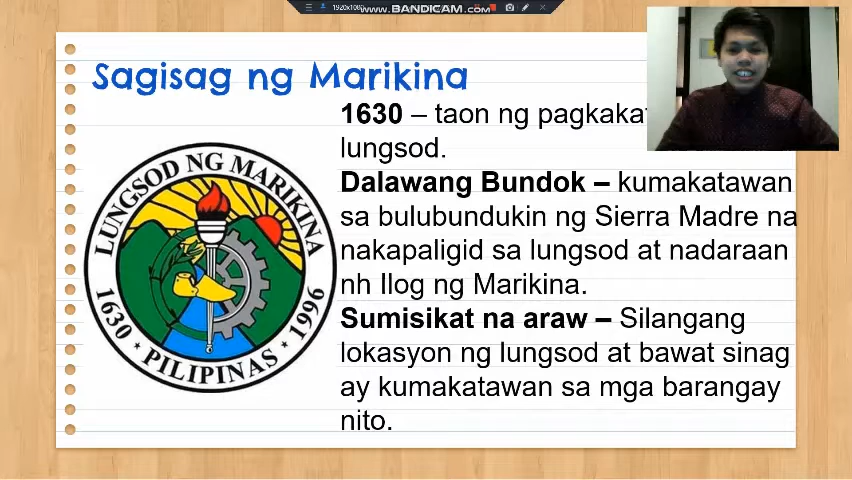 1920x1080
www.BANDICAM.com
Sagisag ng Marikina
1630 – taon ng
lungsod.
Dalawang Bundok – kumakatawan
sa bulubundukin ng Sierra Madre na
nakapaligid sa lungsod at nadaraan
nh Ilog ng Marikina.
Sumisikat na araw – Silangang
lokasyon ng lungsod at bawat sinag
ay kumakatawan sa mga barangay
nito.
LUNGSOD NG MARIKINA
1630 · PILIPINAS · 1996